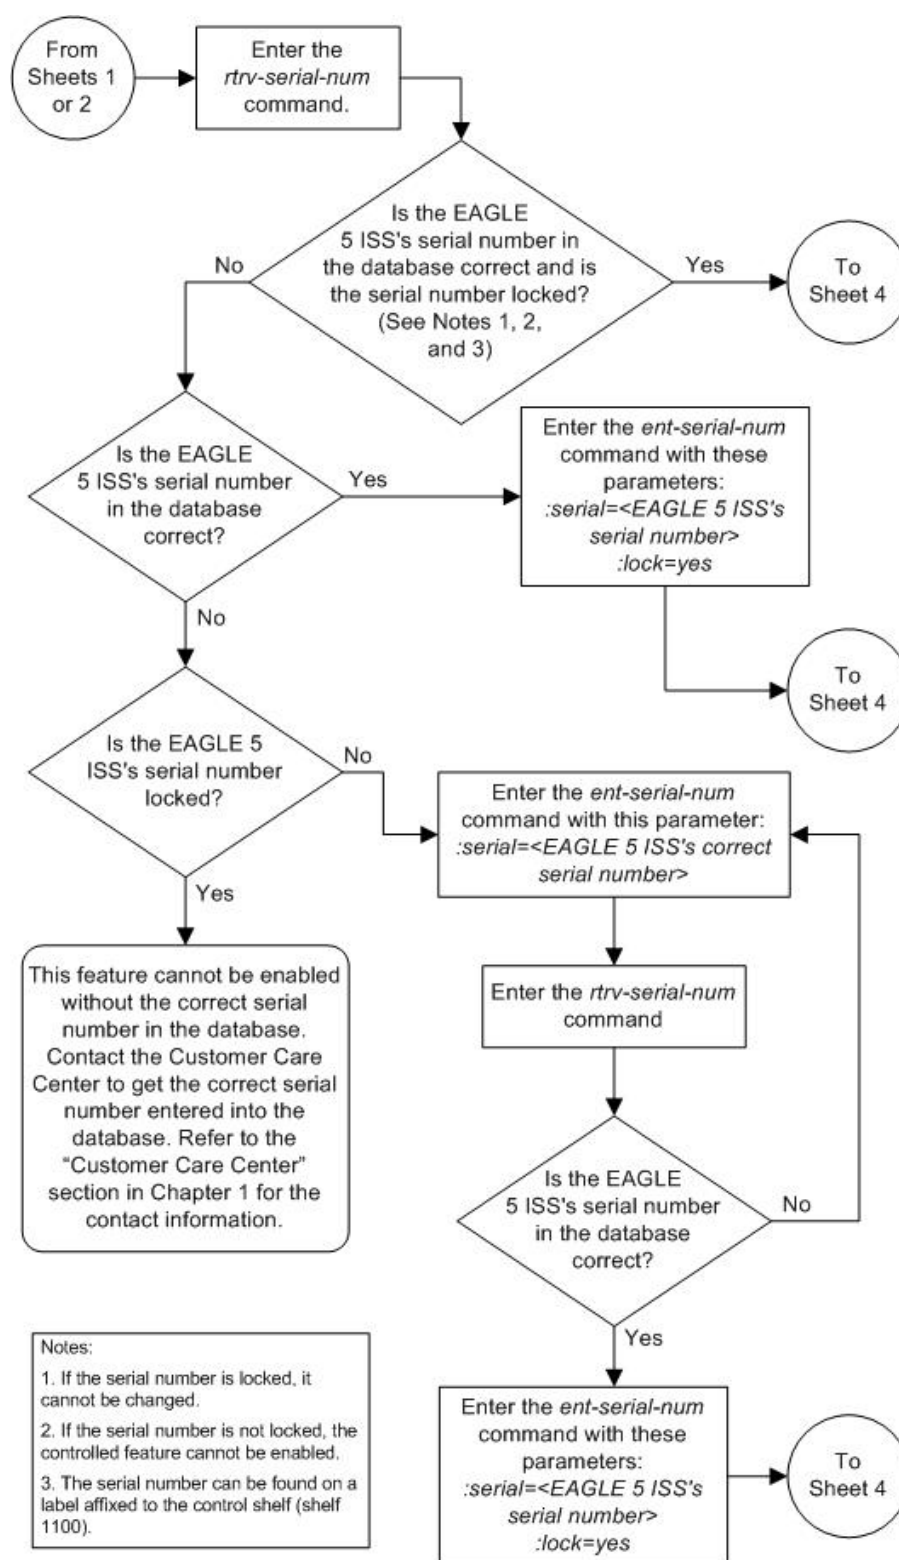 From
Sheets 1
or 2
Enter the
rtrv-serial-num
command.
Is the EAGLE
5 ISS's serial number in
the database correct and is
the serial number locked?
(See Notes 1, 2,
and 3)
No
Yes
To
Sheet 4
Is the EAGLE
5 ISS's serial number
in the database
correct?
Yes
Enter the ent-serial-num
command with these
parameters:
:serial=<EAGLE 5 ISS's
serial number>
:lock=yes
No
To
Sheet 4
Is the EAGLE 5
ISS's serial number
locked?
No
Enter the ent-serial-num
command with this parameter:
:serial=<EAGLE 5 ISS's correct
serial number>
Yes
This feature cannot be enabled
without the correct serial
number in the database.
Contact the Customer Care
Center to get the correct serial
number entered into the
database. Refer to the
“Customer Care Center”
section in Chapter 1 for the
contact information.
Enter the rtrv-serial-num
command
Is the EAGLE
5 ISS's serial number
in the database
correct?
No
Yes
Notes:
1. If the serial number is locked, it
cannot be changed.
2. If the serial number is not locked, the
controlled feature cannot be enabled.
3. The serial number can be found on a
label affixed to the control shelf (shelf
1100).
Enter the ent-serial-num
command with these
parameters:
:serial=<EAGLE 5 ISS's
serial number>
:lock=yes
To
Sheet 4